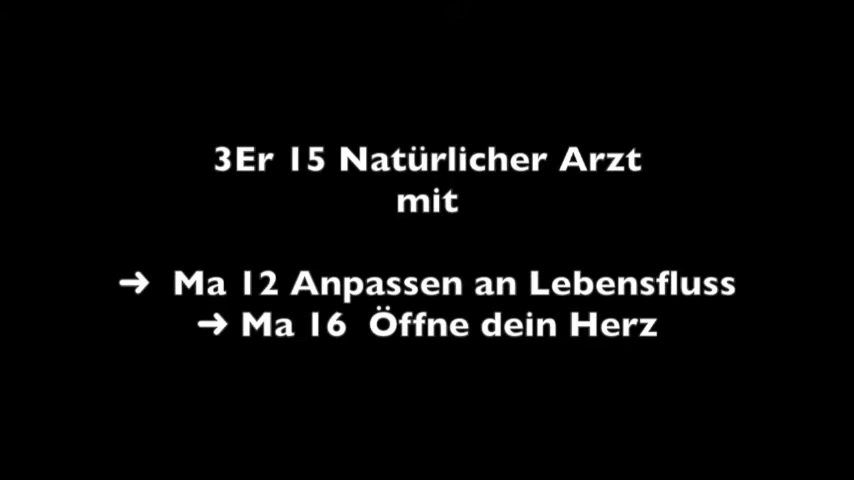 3Er 15 Natürlicher Arzt
mit
➜ Ma 12 Anpassen an Lebensfluss
➜ Ma 16 Öffne dein Herz